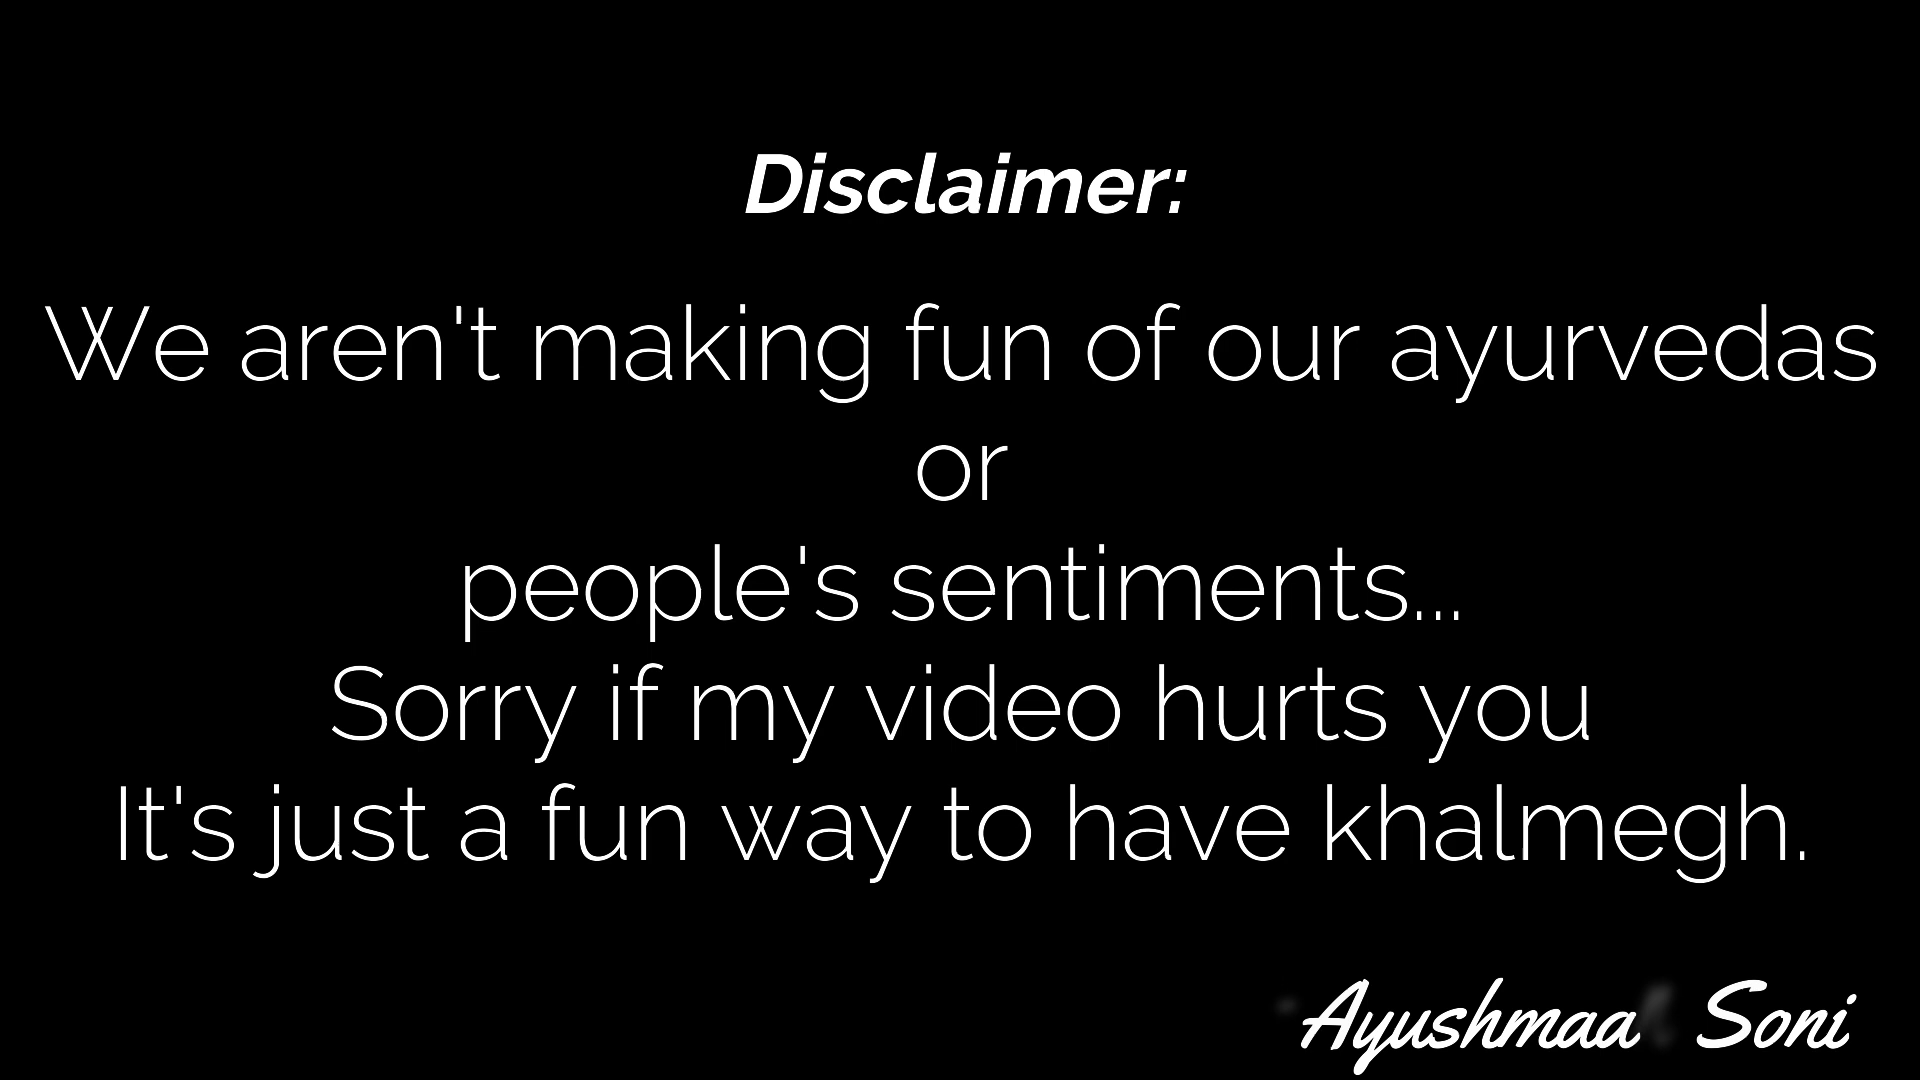 Disclaimer:
We aren't making fun of our ayurvedas
or
people's sentiments...
Sorry if my video hurts you
It's just a fun way to have khalmegh.
Soni